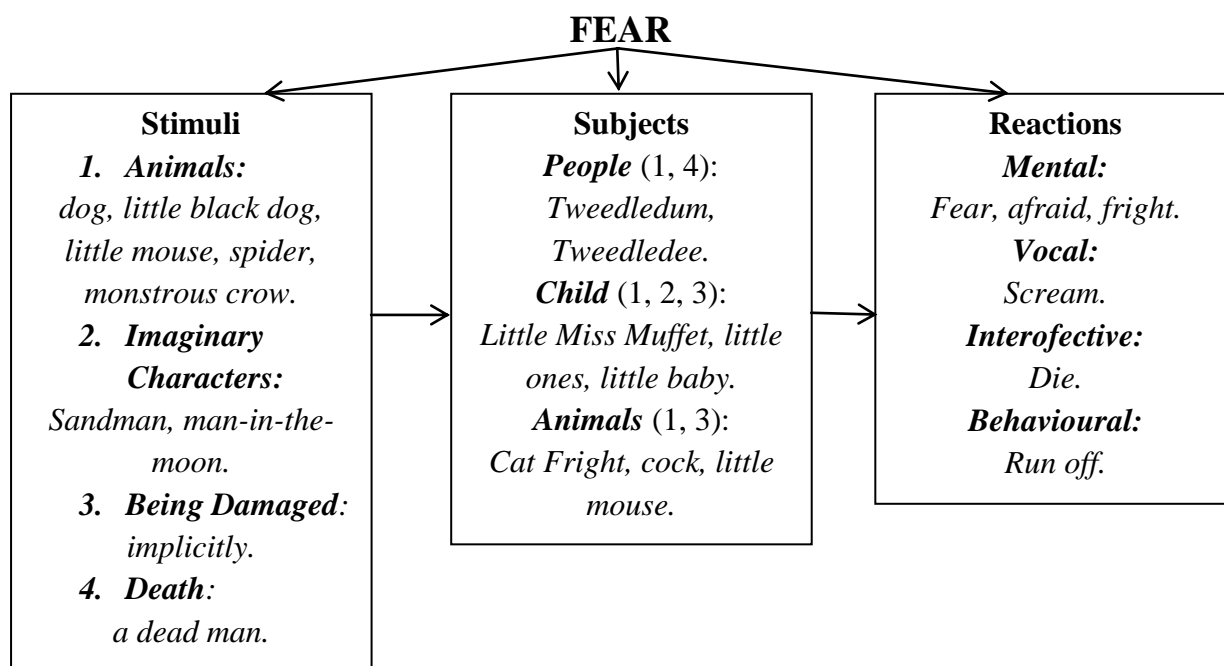 FEAR
Stimuli
1. Animals:
dog, little black dog,
little mouse, spider,
monstrous crow.
2. Imaginary
Characters:
Sandman, man-in-the-
moon.
3. Being Damaged:
implicitly.
4. Death:
a dead man.
Subjects
People (1, 4):
Tweedledum,
Tweedledee.
Child (1, 2, 3):
Little Miss Muffet, little
ones, little baby.
Animals (1, 3):
Cat Fright, cock, little
mouse.
Reactions
Mental:
Fear, afraid, fright.
Vocal:
Scream.
Interofective:
Die.
Behavioural:
Run off.